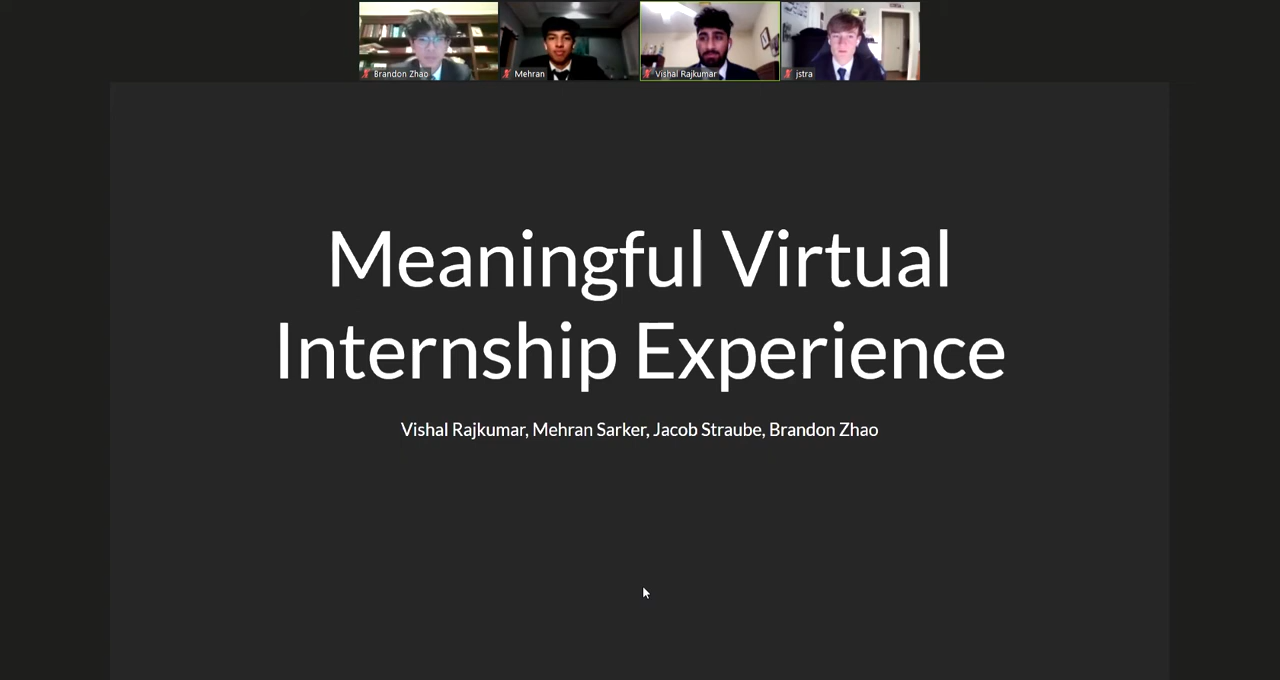 Brandon Zhao
Mehran
Vishal Rajkumar
jstra
Meaningful Virtual
Internship Experience
Vishal Rajkumar, Mehran Sarker, Jacob Straube, Brandon Zhao